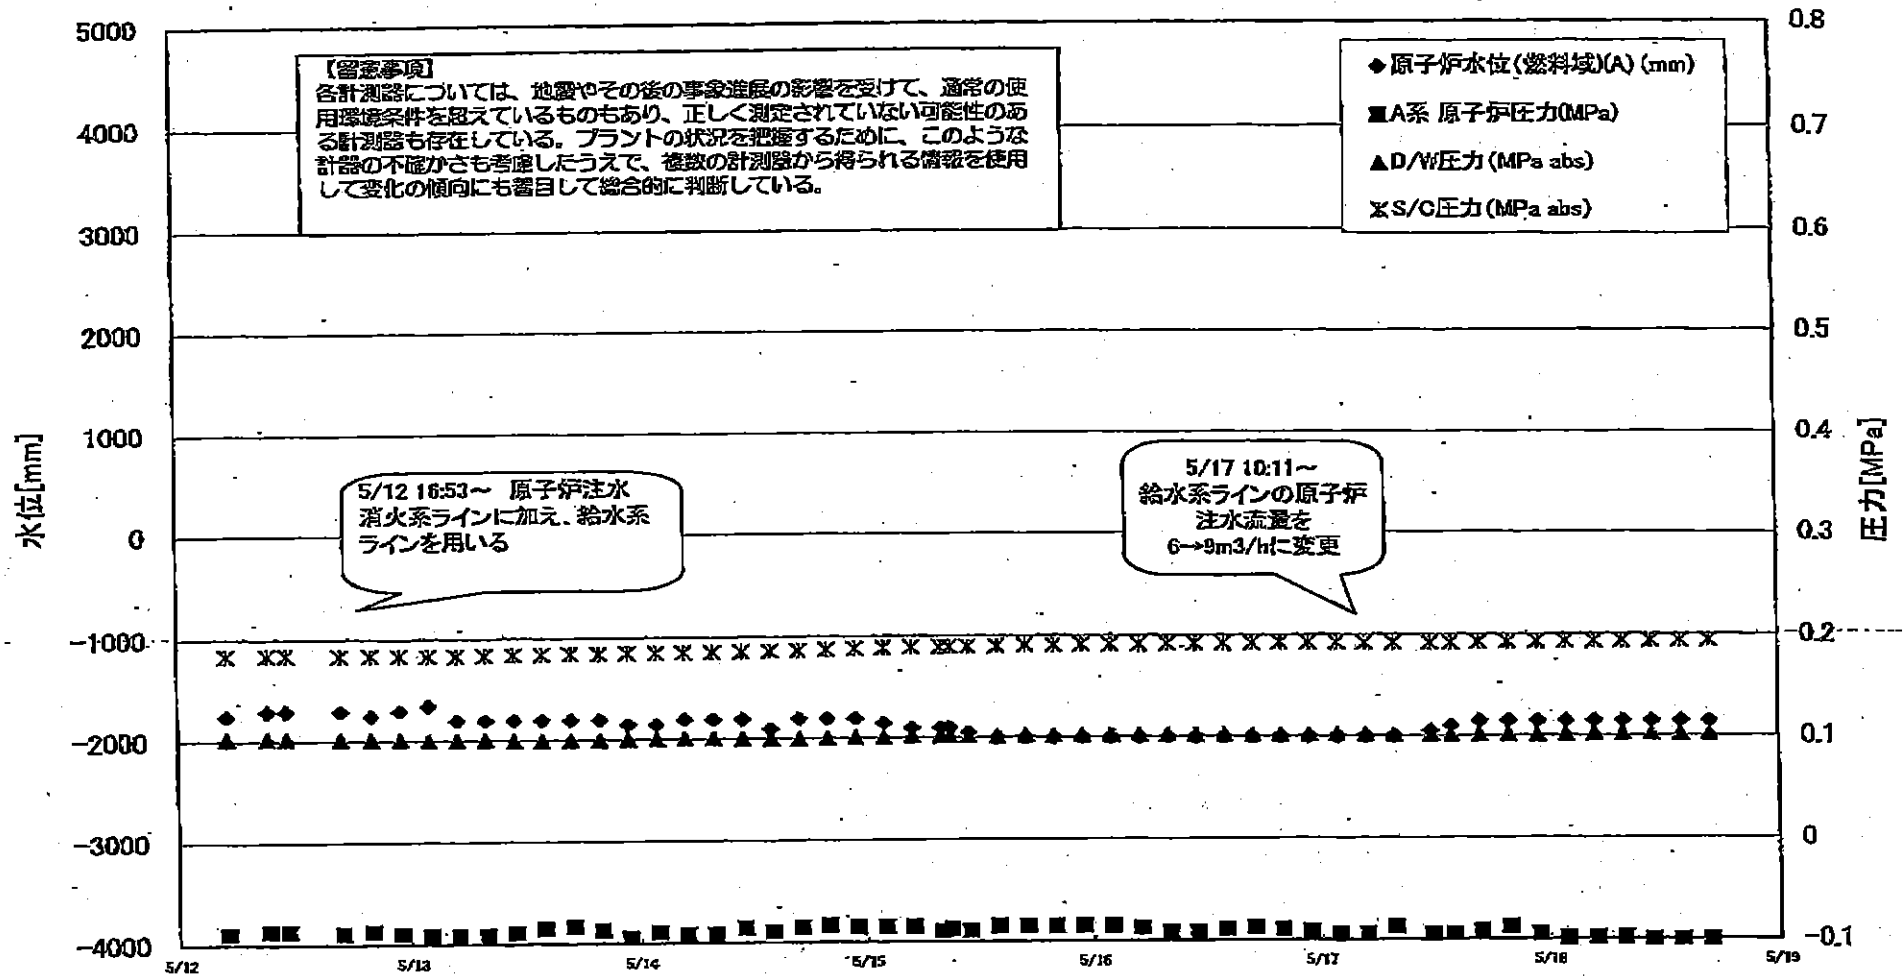 【留意事項】
各計測器については、地震やその後の事象進展の影響を受けて、通常の使
用環境条件を超えているものもあり、正しく測定されていない可能性のあ
る計測器も存在している。プラントの状況を把握するために、このような
計器の不確かさも考慮したうえで、複数の計測器から得られる情報を使用
して変化の傾向にも着目して総合的に判断している。
◆原子炉水位(燃料域)(A) (mm)
■A系 原子炉圧力(MPa)
▲D/W圧力(MPa abs)
S/C圧力(MPa abs)
5/12 16:53～ 原子炉注水
消火系ラインに加え、給水系
ラインを用いる
5/17 10:11～
給水系ラインの原子炉
注水流量を
6→9m3/hに変更
水位[mm]
5000
4000
3000
2000
1000
0
-1000
-2000
-3000
-4000
圧力[MPa]
0.8
0.7
0.6
0.5
0.4
0.3
0.2
0.1
0
-0.1
5/12 5/13 5/14 5/15 5/16 5/17 5/18 5/19